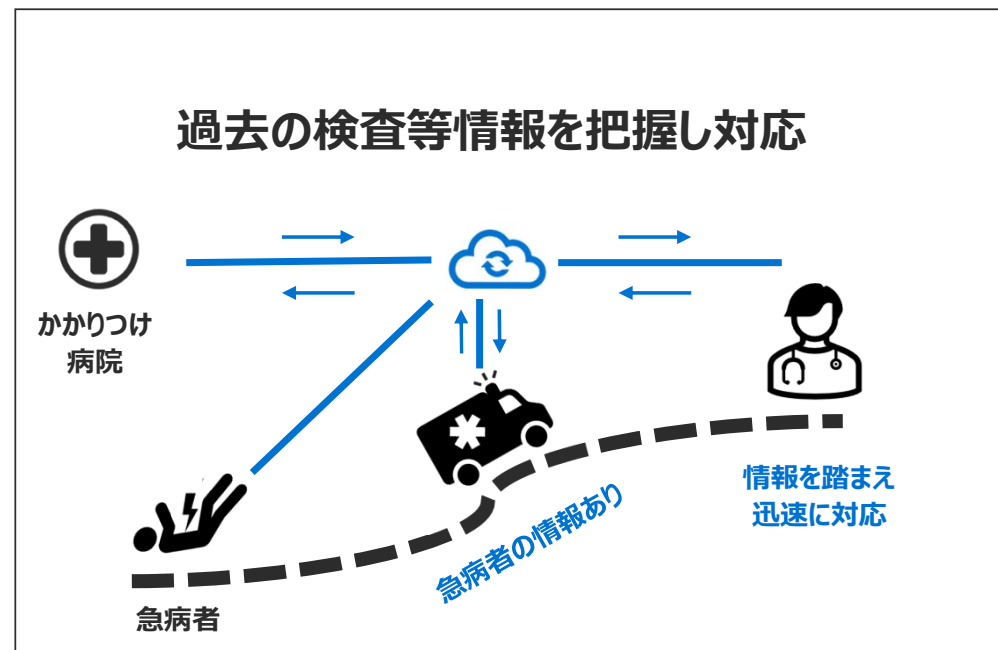 過去の検査等情報を把握し対応
かかりつけ
病院
急病者の情報あり
情報を踏まえ
迅速に対応
急病者